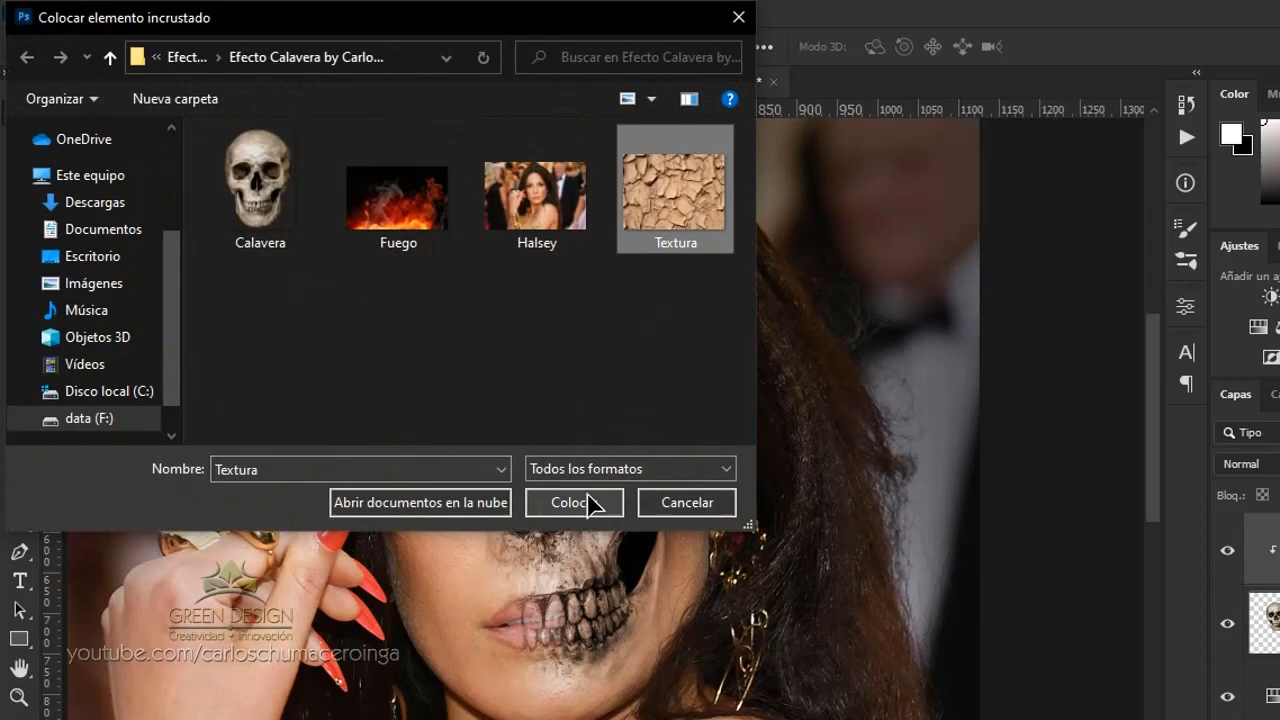 Ps Colocar elemento incrustado
« Efect... > Efecto Calavera by Carlo...
Buscar en Efecto Calavera by...
Modo 3D:
Organizar
Nueva carpeta
OneDrive
Este equipo
Descargas
Documentos
Escritorio
Imágenes
Música
Objetos 3D
Vídeos
Disco local (C:)
data (F:)
Calavera
Fuego
Halsey
Textura
Nombre:
Textura
Todos los formatos
Abrir documentos en la nube
Cancelar
850 900 950 1000 1050 1100 1150 1200 1250 1300
Color
Ajustes
Añadir un
Capas
Tipo
Normal
Bloq.:
GREEN DESIGN
Creatividad + Innovación
youtube.com/carloschumaceroinga